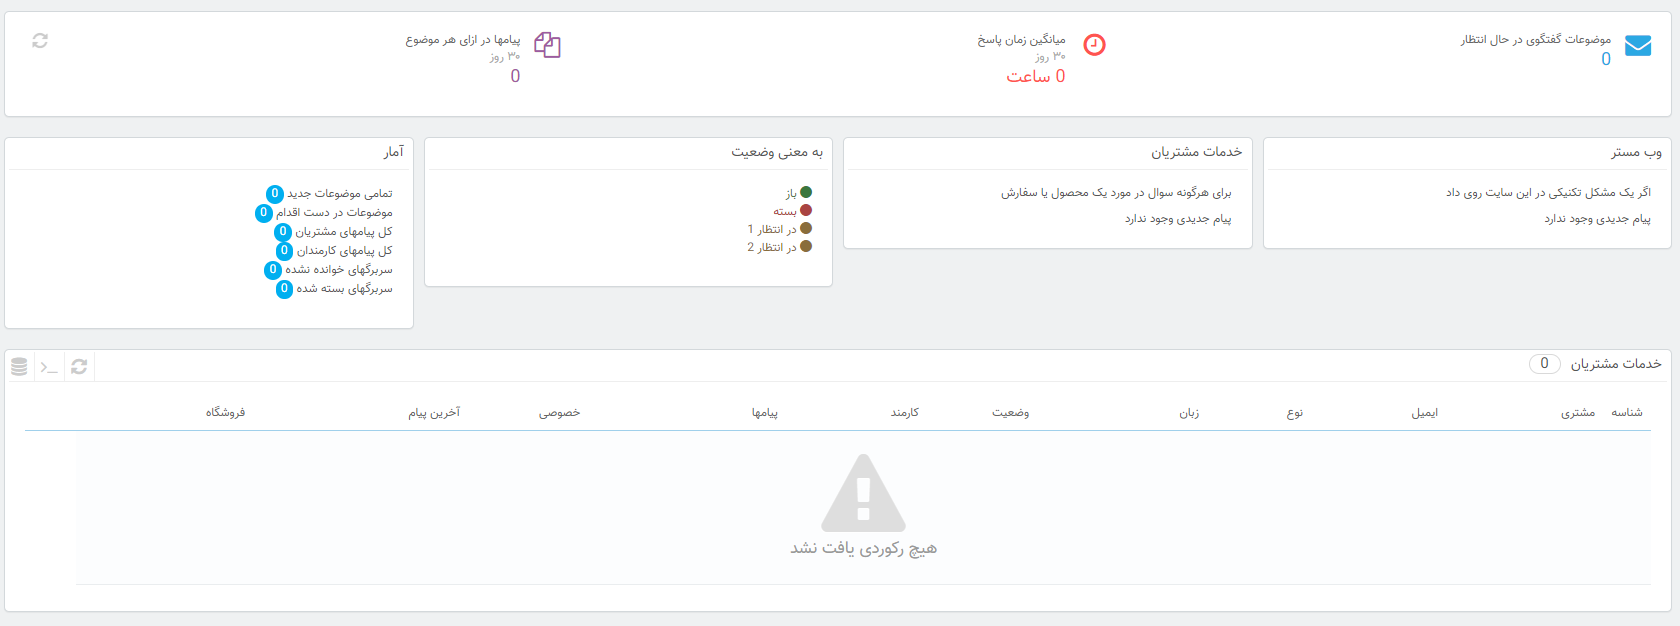 موضوعات گفتگوی در حال انتظار
0
میانگین زمان پاسخ
۳۰ روز
0 ساعت
پیامها در ازای هر موضوع
۳۰ روز
0
وب مستر
اگر یک مشکل تکنیکی در این سایت روی داد
پیام جدیدی وجود ندارد
خدمات مشتریان
برای هرگونه سوال در مورد یک محصول یا سفارش
پیام جدیدی وجود ندارد
به معنی وضعیت
باز
بسته
در انتظار 1
در انتظار 2
آمار
تمامی موضوعات جدید 0
موضوعات در دست اقدام 0
کل پیامهای مشتریان 0
کل پیامهای کارمندان 0
سربرگهای خوانده نشده 0
سربرگهای بسته شده 0
خدمات مشتریان 0
شناسه مشتری ایمیل نوع زبان وضعیت کارمند پیامها خصوصی آخرین پیام فروشگاه
هیچ رکوردی یافت نشد